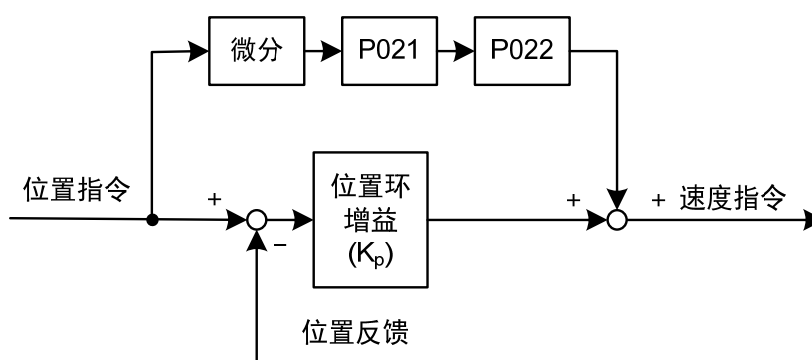 微分
P021
P022
位置指令
+
−
位置环
增益
(Kp)
+
+
速度指令
位置反馈